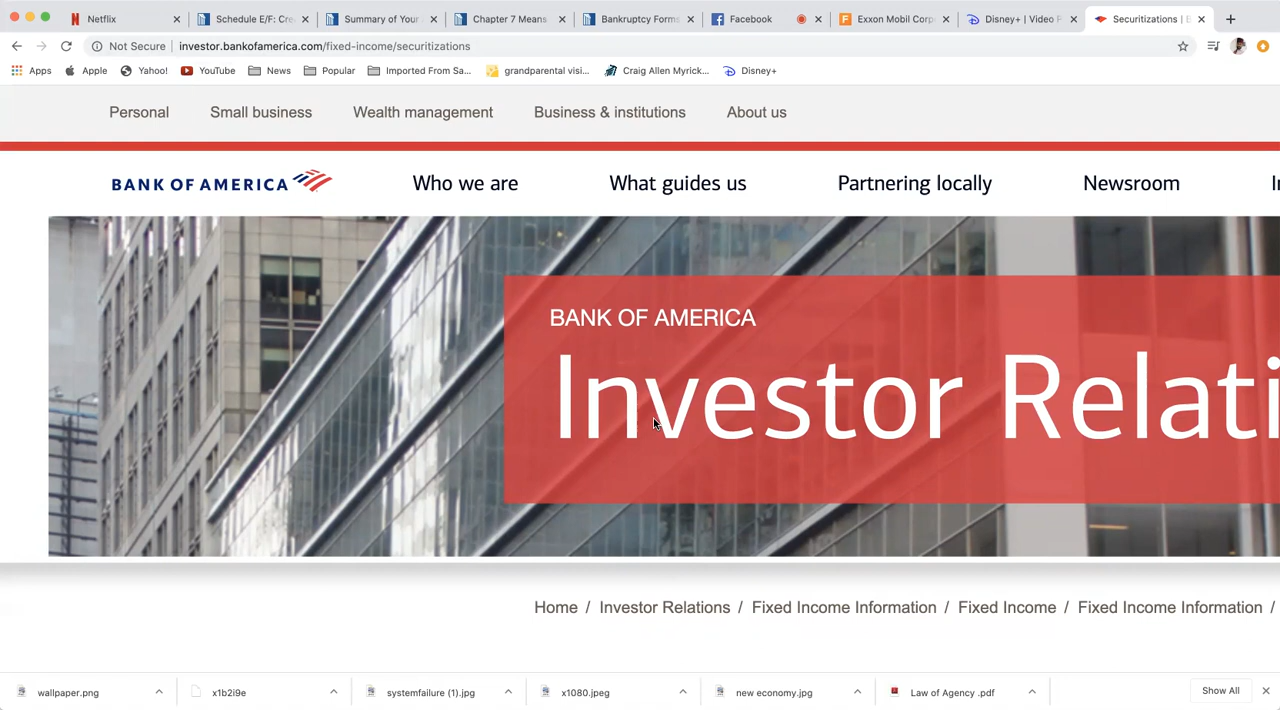 Netflix
Schedule E/F: Cre
Summary of Your
Chapter 7 Means
Bankruptcy Forms
Facebook
Exxon Mobil Corp
Disney+ | Video P
Securitizations | B
Not Secure
investor.bankofamerica.com/fixed-income/securitizations
Apps
Apple
Yahoo!
YouTube
News
Popular
Imported From Sa...
grandparental visi...
Craig Allen Myrick...
Disney+
Personal
Small business
Wealth management
Business & institutions
About us
BANK OF AMERICA
Who we are
What guides us
Partnering locally
Newsroom
BANK OF AMERICA
Investor Relati
Home / Investor Relations / Fixed Income Information / Fixed Income / Fixed Income Information /
wallpaper.png
x1b2i9e
systemfailure (1).jpg
x1080.jpeg
new economy.jpg
Law of Agency .pdf
Show All